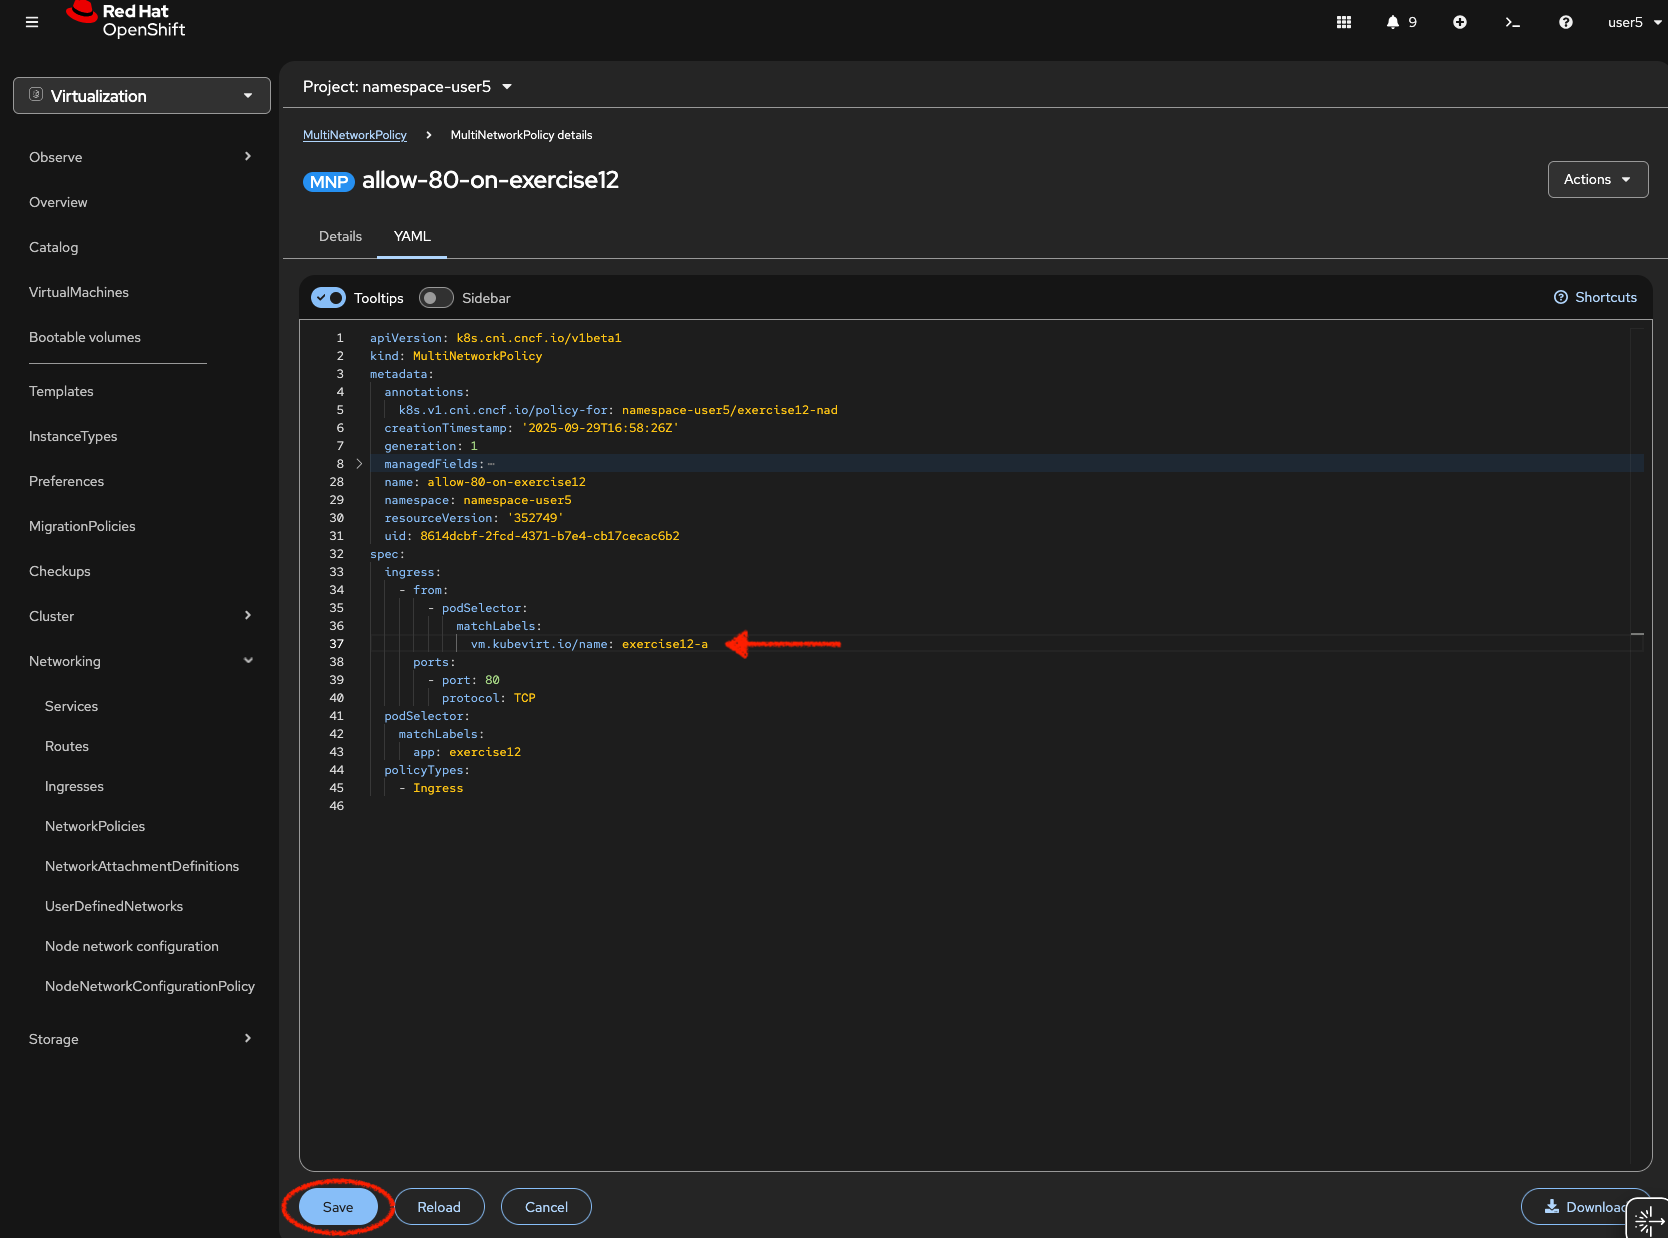 Red Hat
OpenShift
9
user5
Virtualization
Observe
Overview
Catalog
VirtualMachines
Bootable volumes
Templates
InstanceTypes
Preferences
MigrationPolicies
Checkups
Cluster
Networking
Services
Routes
Ingresses
NetworkPolicies
NetworkAttachmentDefinitions
UserDefinedNetworks
Node network configuration
NodeNetworkConfigurationPolicy
Storage
Project: namespace-user5
MultiNetworkPolicy > MultiNetworkPolicy details
MNP allow-80-on-exercise12
Actions
Details YAML
Tooltips Sidebar
Shortcuts
1 apiVersion: k8s.cni.cncf.io/v1beta1
2 kind: MultiNetworkPolicy
3 metadata:
4 annotations:
5 k8s.v1.cni.cncf.io/policy-for: namespace-user5/exercise12-nad
6 creationTimestamp: '2025-09-29T16:58:26Z'
7 generation: 1
8 managedFields:
28 name: allow-80-on-exercise12
29 namespace: namespace-user5
30 resourceVersion: '352749'
31 uid: 8614dcbf-2fcd-4371-b7e4-cb17cecac6b2
32 spec:
33 ingress:
34 - from:
35 - podSelector:
36 matchLabels:
37 vm.kubevirt.io/name: exercise12-a
38 ports:
39 - port: 80
40 protocol: TCP
41 podSelector:
42 matchLabels:
43 app: exercise12
44 policyTypes:
45 - Ingress
46
Save Reload Cancel